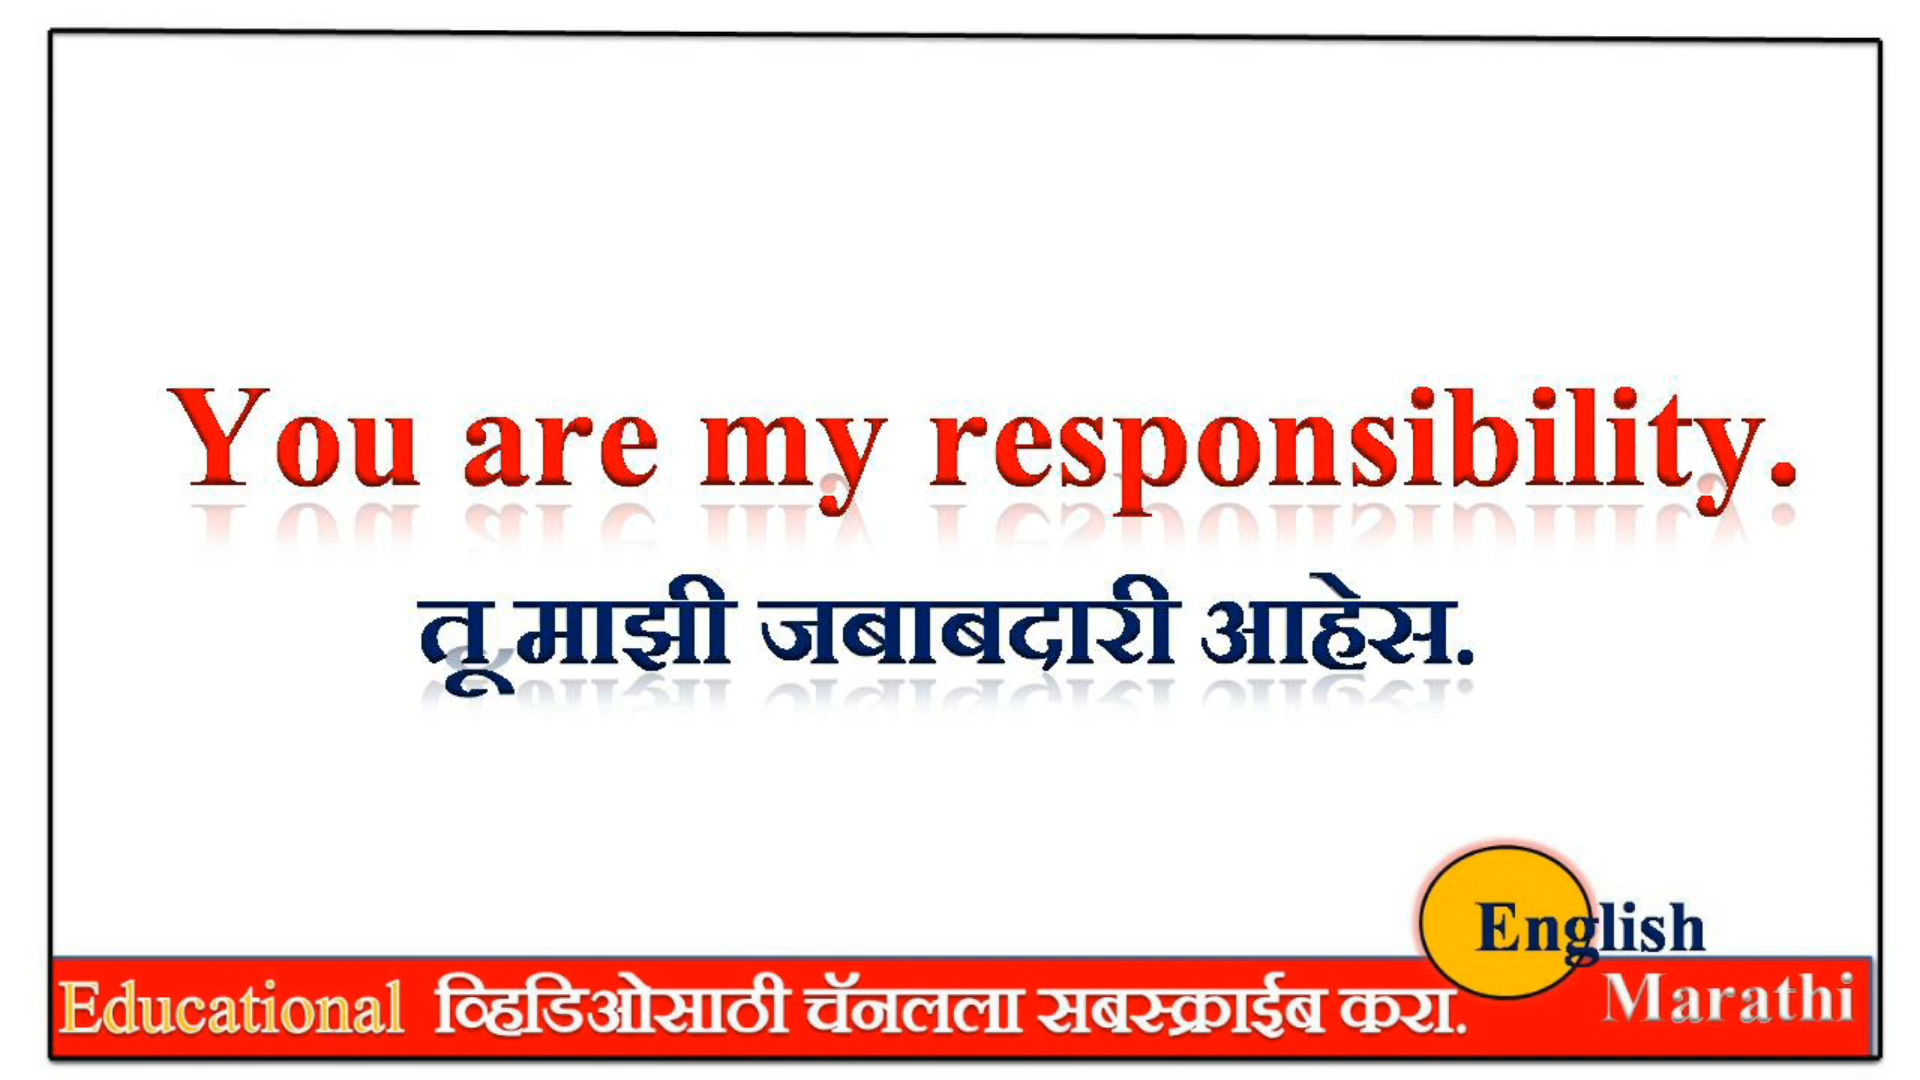 You are my responsibility.
तू माझी जबाबदारी आहेस.
English
Marathi
Educational व्हिडिओसाठी चॅनलला सबस्क्राईब करा.